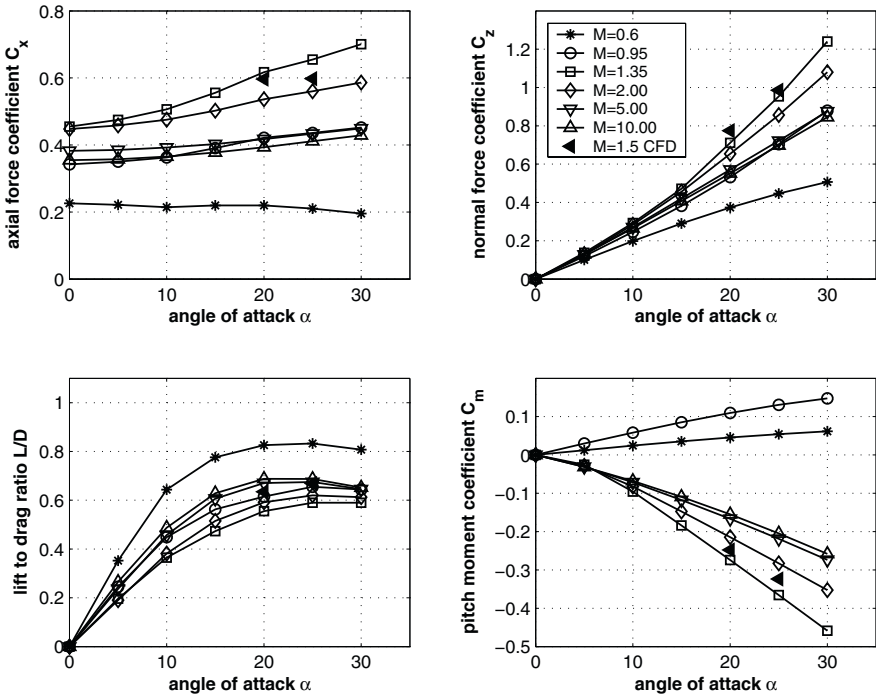 axial force coefficient Cx
0.8
0.6
0.4
0.2
0
0
10
20
30
angle of attack α
normal force coefficient Cz
1.2
1
0.8
0.6
0.4
0.2
0
0
10
20
30
angle of attack α
M=0.6
M=0.95
M=1.35
M=2.00
M=5.00
M=10.00
M=1.5 CFD
lift to drag ratio L/D
1
0.8
0.6
0.4
0.2
0
0
10
20
30
angle of attack α
pitch moment coefficient Cm
0.1
0
−0.1
−0.2
−0.3
−0.4
−0.5
0
10
20
30
angle of attack α